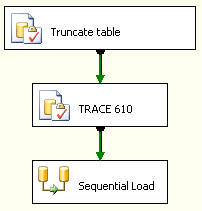 Truncate table
TRACE 610
Sequential Load